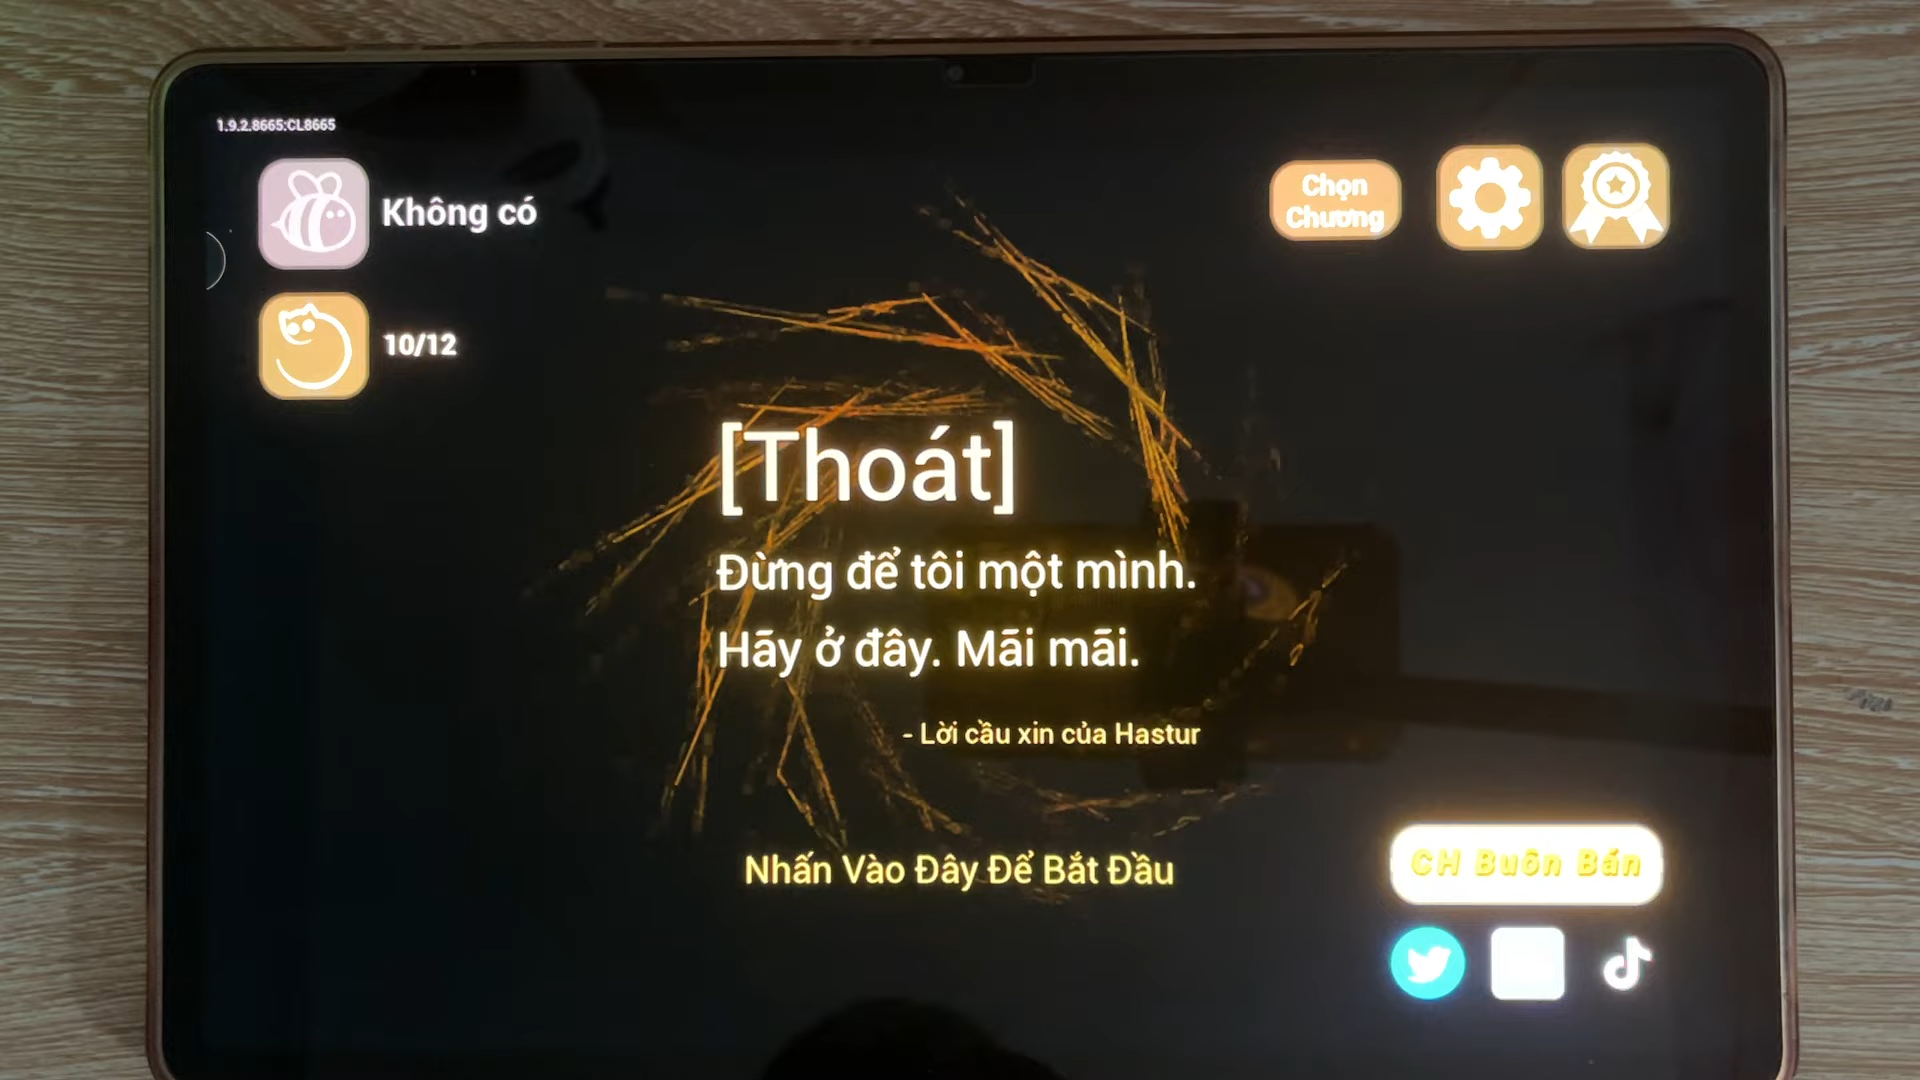 1.9.2.8665:CL8665
Không có
10/12
Chọn
Chương
[Thoát]
Đừng để tôi một mình.
Hãy ở đây. Mãi mãi.
- Lời cầu xin của Hastur
Nhấn Vào Đây Để Bắt Đầu
CH Buôn Bán